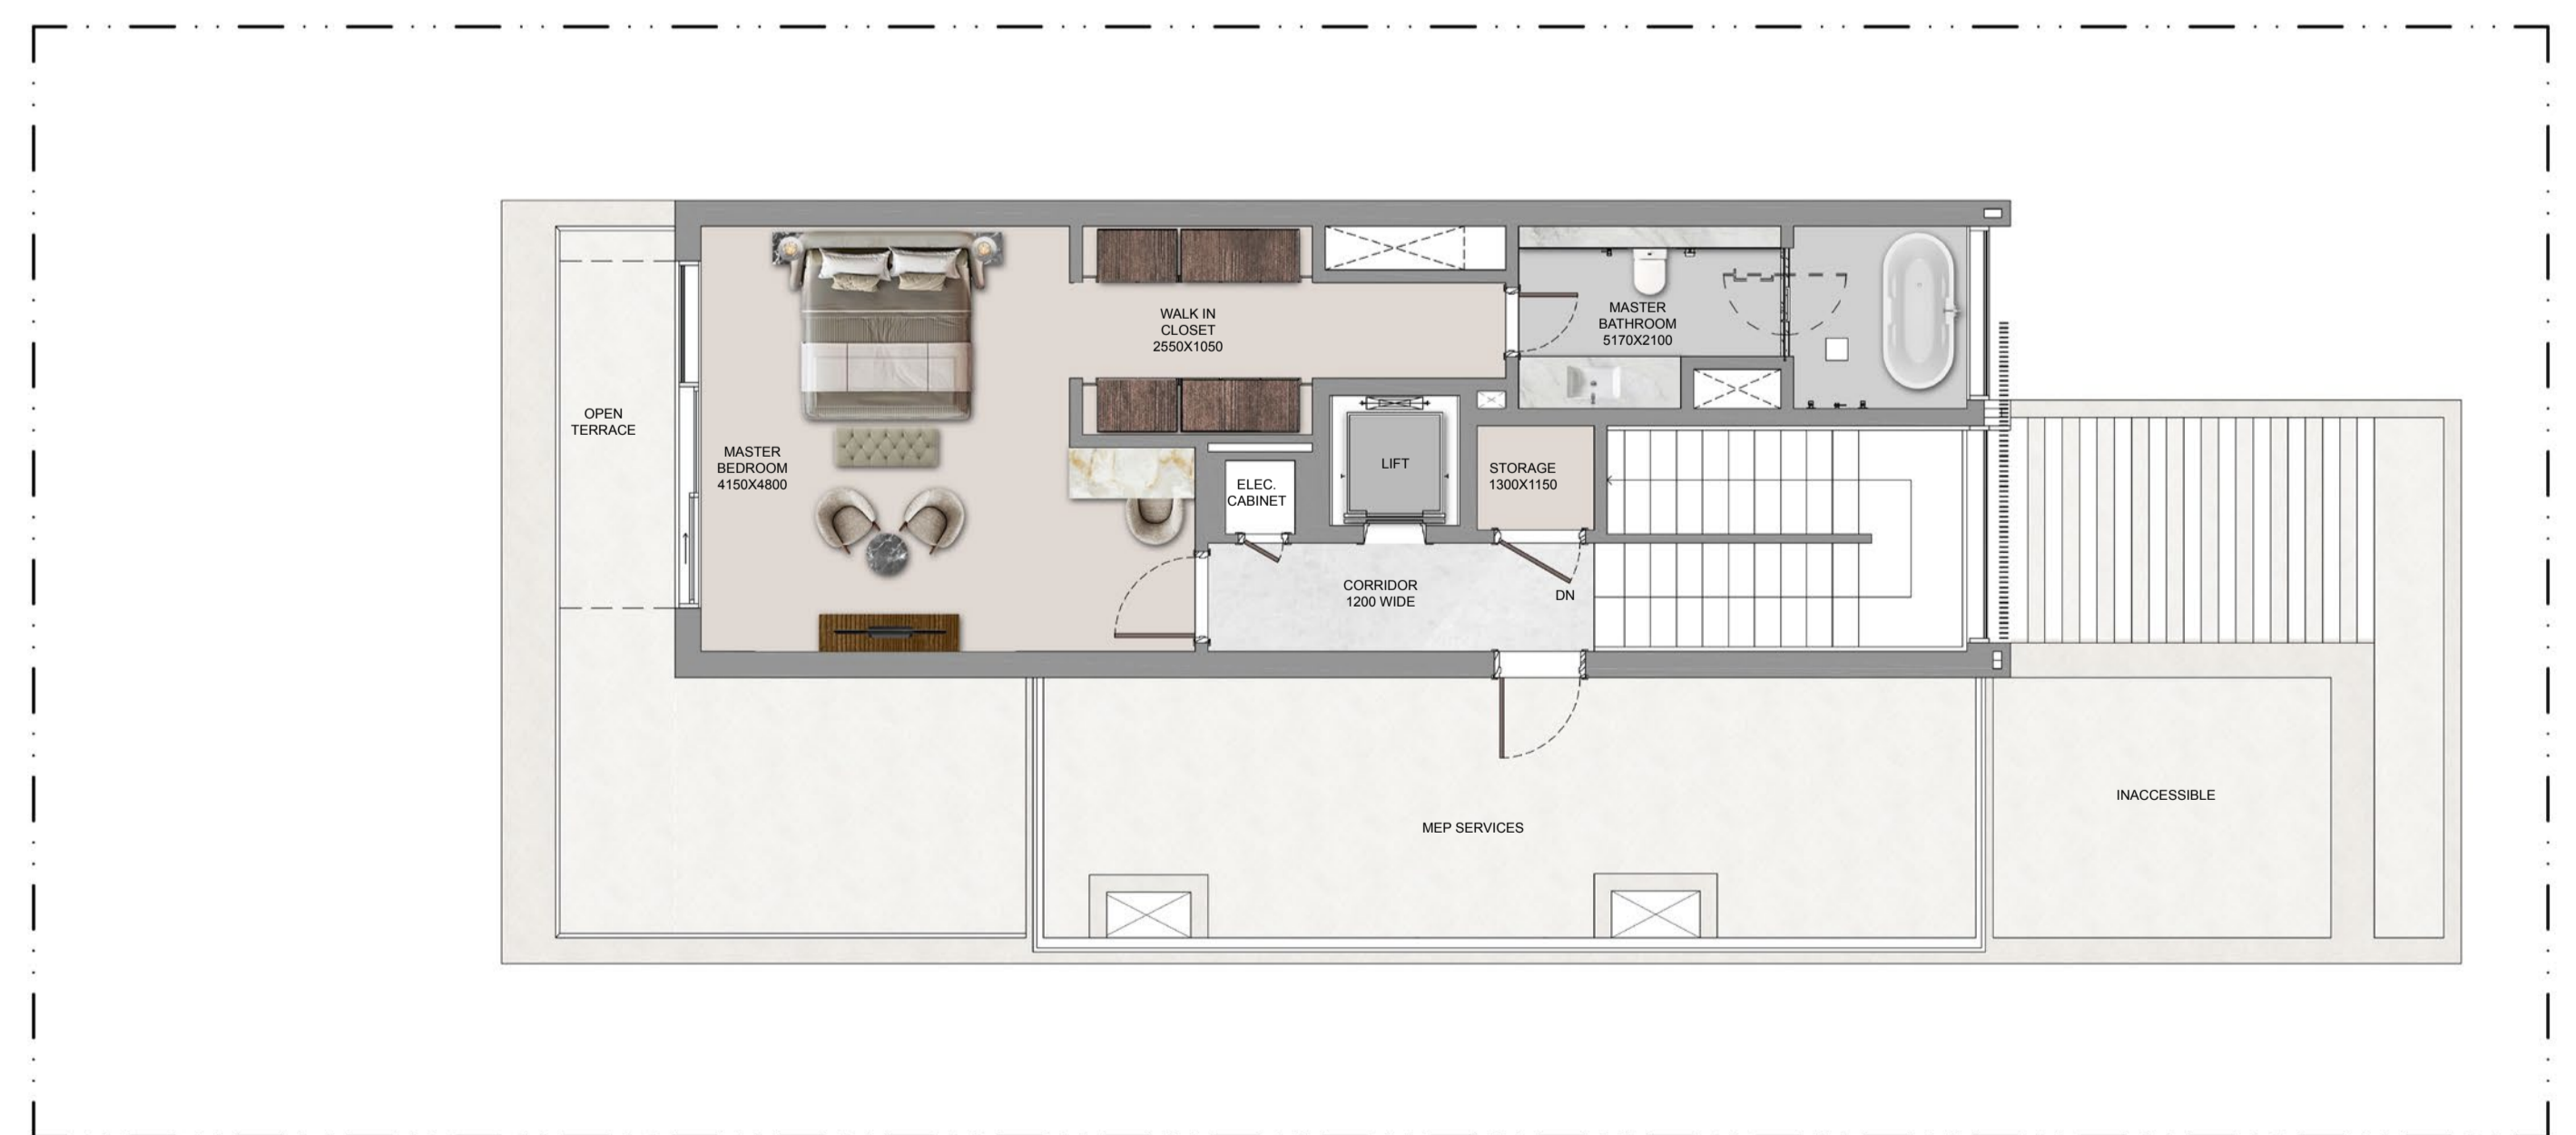 OPEN
TERRACE
MASTER
BEDROOM
4150X4800
WALK IN
CLOSET
2550X1050
MASTER
BATHROOM
5170X2100
ELEC.
CABINET
LIFT
STORAGE
1300X1150
CORRIDOR
1200 WIDE
DN
MEP SERVICES
INACCESSIBLE